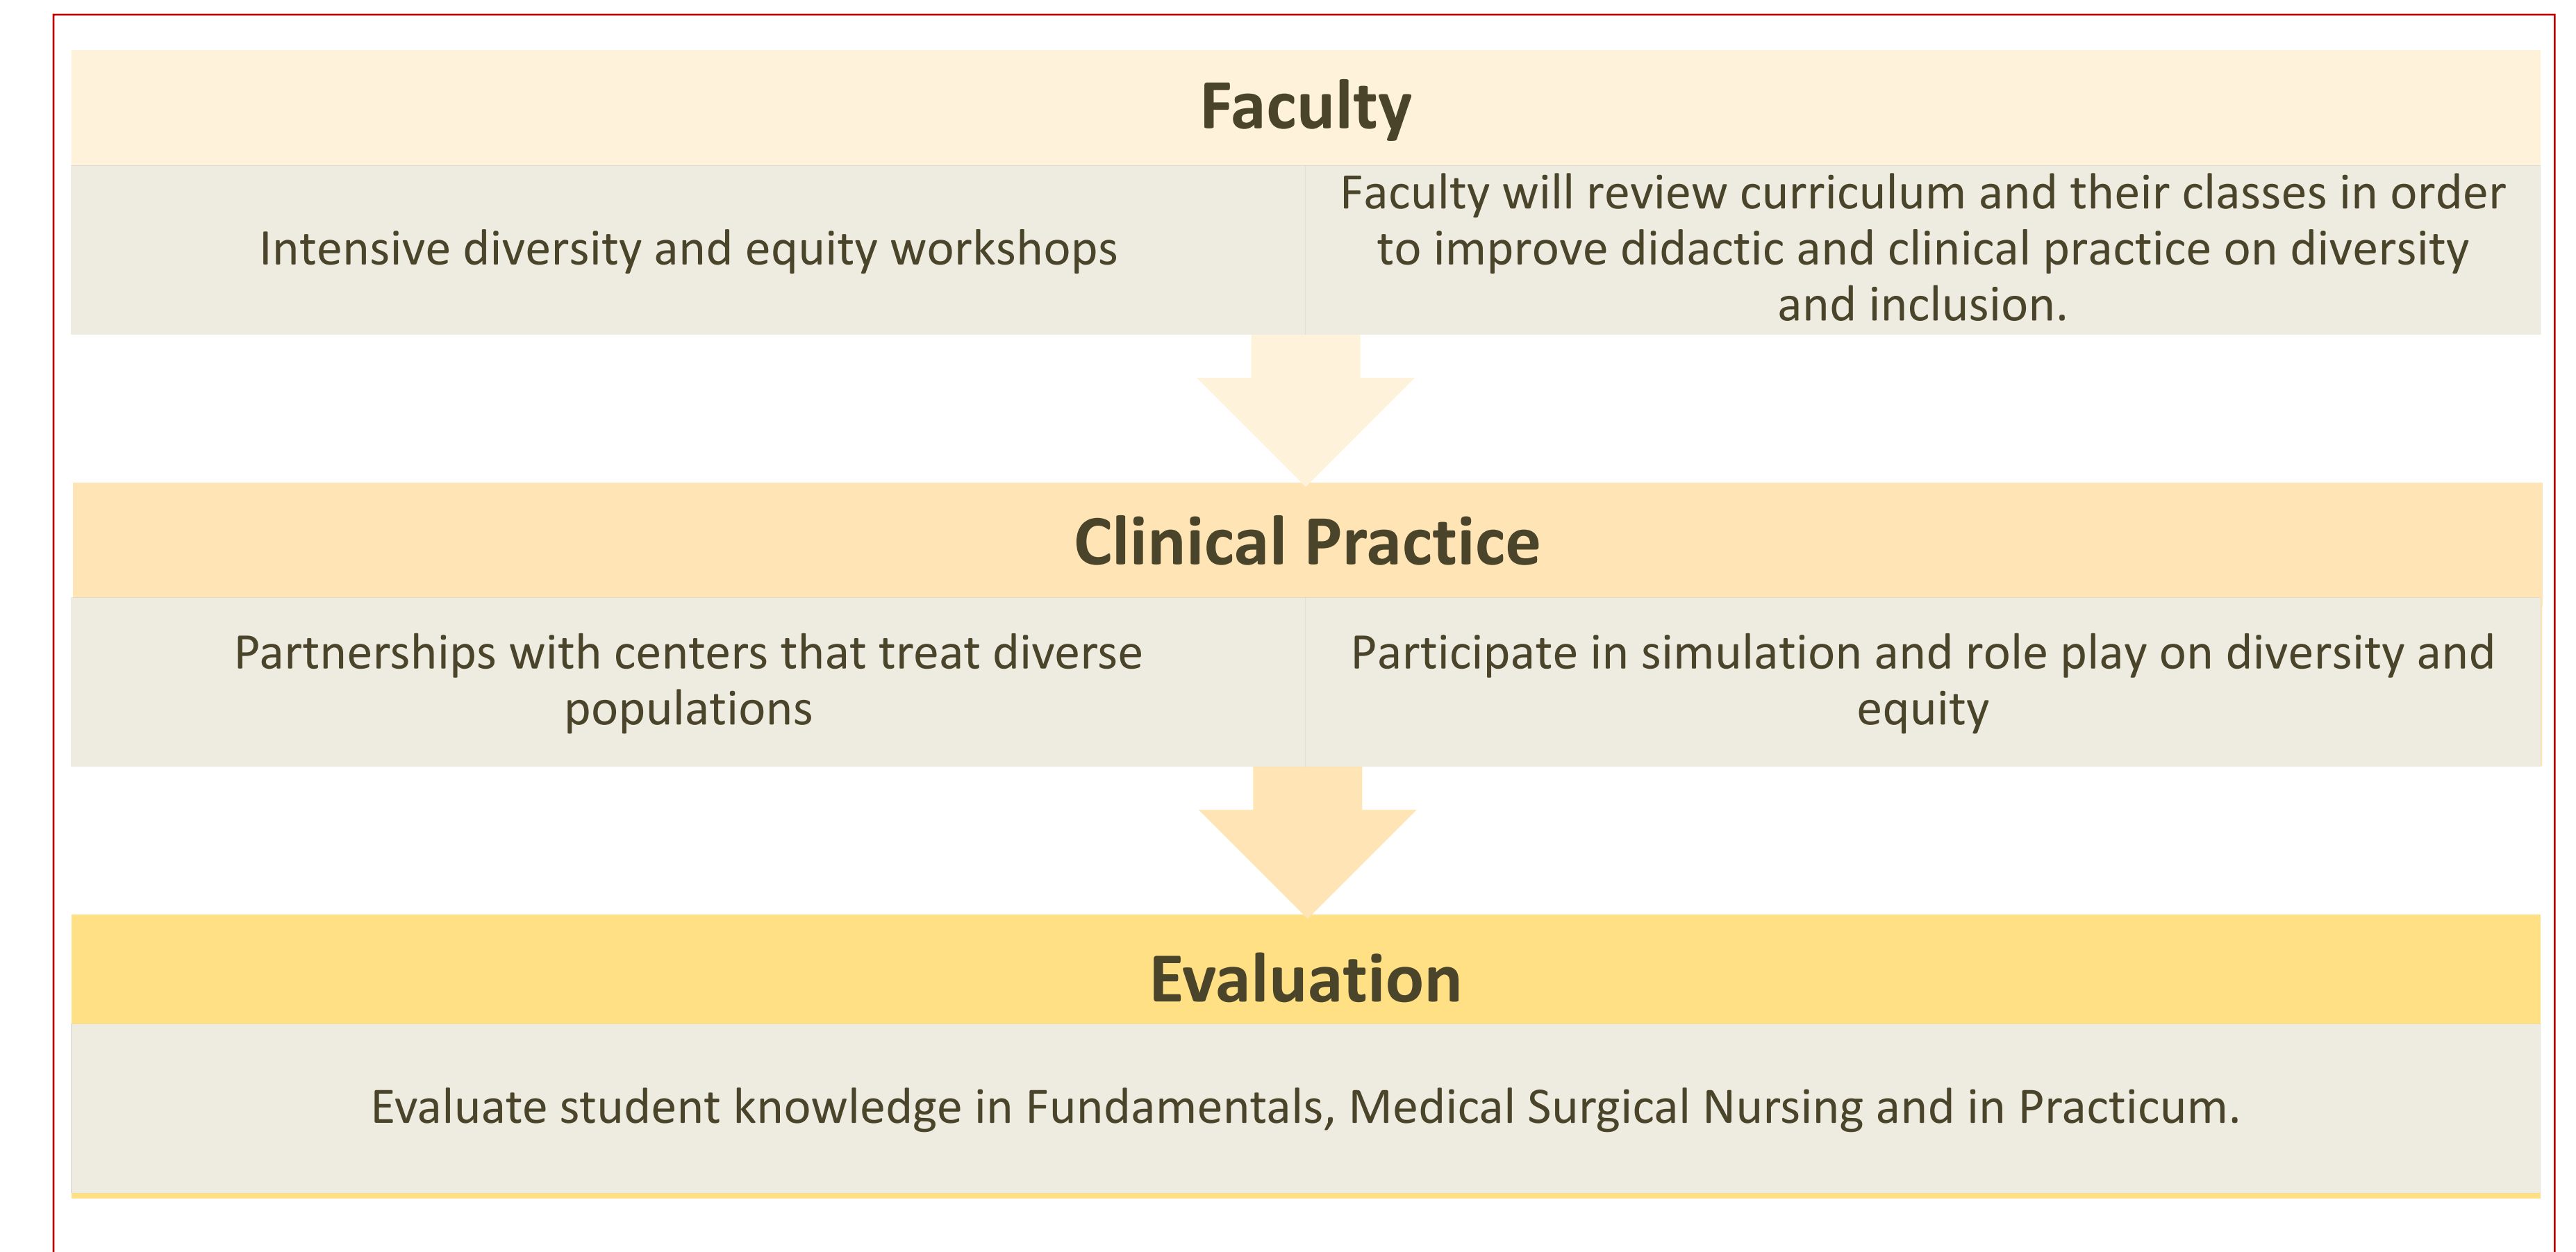 Faculty
Intensive diversity and equity workshops
Faculty will review curriculum and their classes in order
to improve didactic and clinical practice on diversity
and inclusion.
Clinical Practice
Partnerships with centers that treat diverse
populations
Participate in simulation and role play on diversity and
equity
Evaluation
Evaluate student knowledge in Fundamentals, Medical Surgical Nursing and in Practicum.